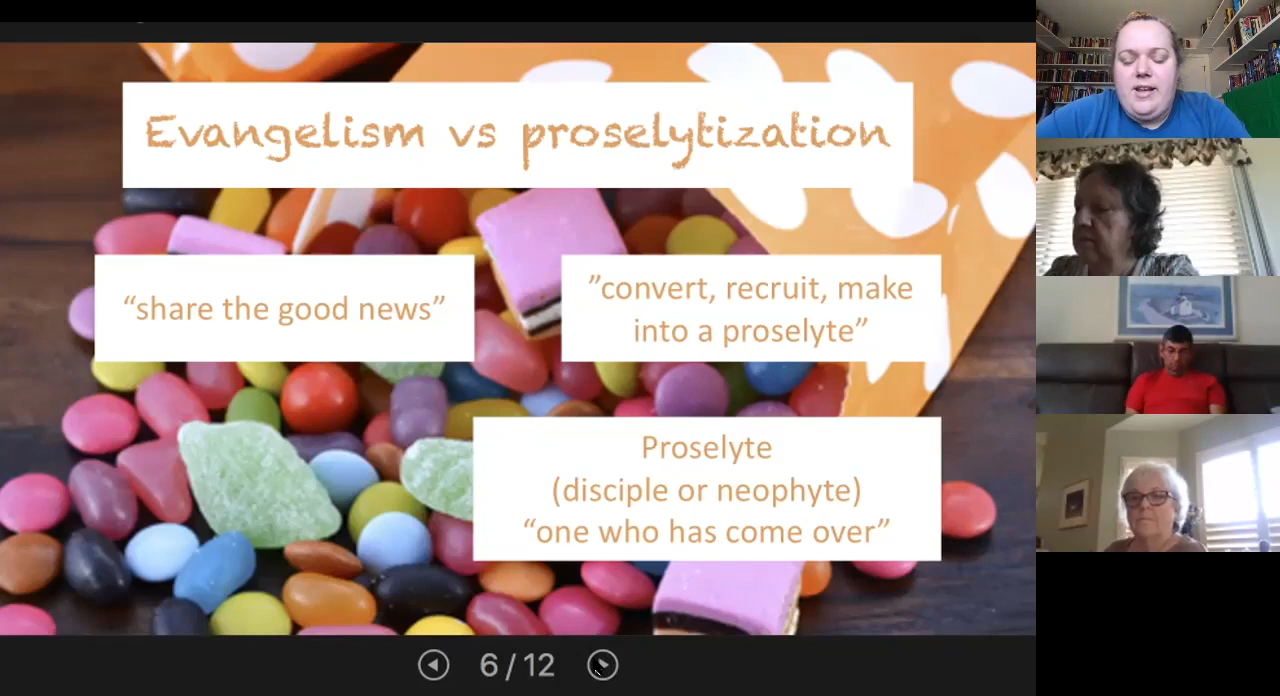 Evangelism vs proselytization
“share the good news”
”convert, recruit, make
into a proselyte”
Proselyte
(disciple or neophyte)
“one who has come over”
6 / 12